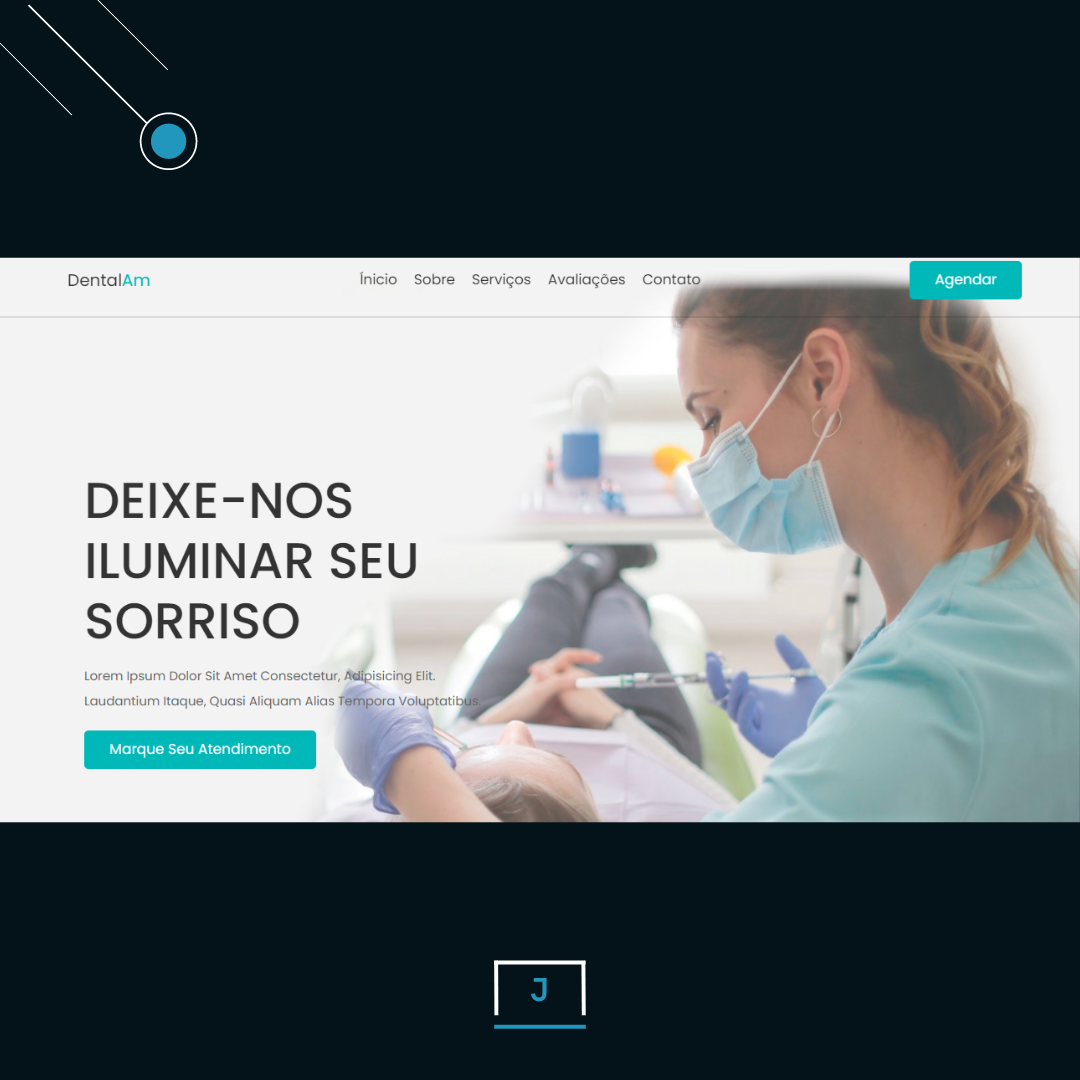 DentalAm
Ínicio Sobre Serviços Avaliações Contato
Agendar
DEIXE-NOS
ILUMINAR SEU
SORRISO
Lorem Ipsum Dolor Sit Amet Consectetur, Adipisicing Elit.
Laudantium Itaque, Quasi Aliquam Alias Tempora Voluptatibus.
Marque Seu Atendimento
J